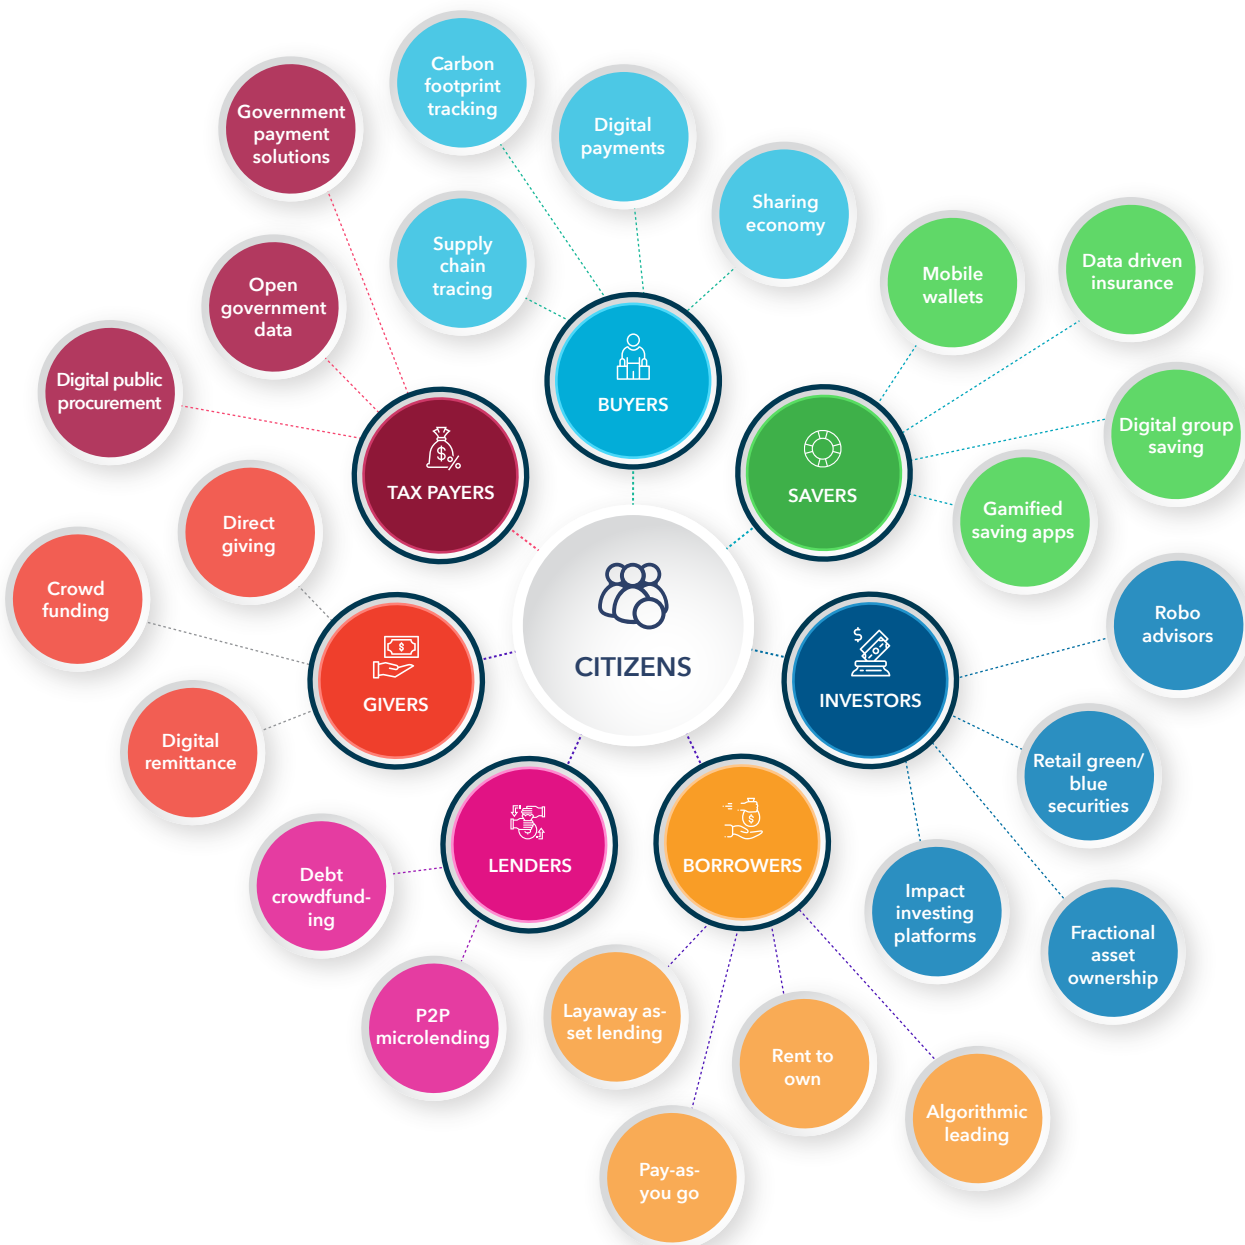 Carbon
footprint
tracking
Government
payment
solutions
Digital
payments
Sharing
economy
Supply
chain
tracing
Mobile
wallets
Data driven
insurance
Open
government
data
Digital public
procurement
BUYERS
Digital group
saving
TAX PAYERS
SAVERS
Gamified
saving apps
Direct
giving
Crowd
funding
CITIZENS
Robo
advisors
GIVERS
INVESTORS
Digital
remittance
Retail green/
blue
securities
LENDERS
BORROWERS
Debt
crowdfund-
ing
Impact
investing
platforms
Fractional
asset
ownership
P2P
microlending
Layaway as-
set lending
Rent to
own
Algorithmic
leading
Pay-as-
you go
$
%
$
$
$